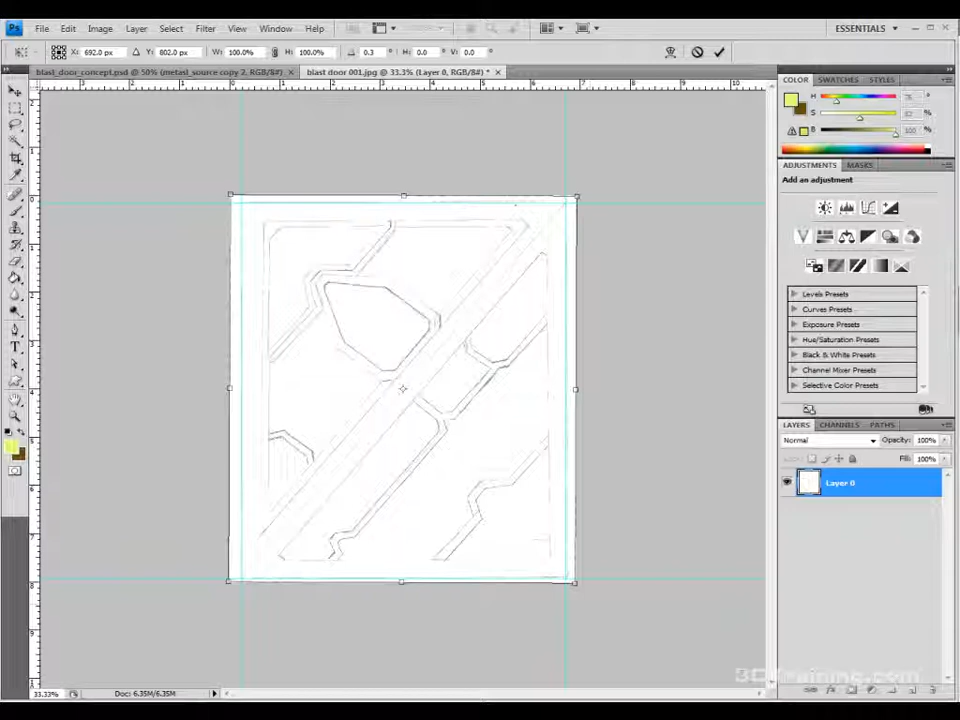 Ps File Edit Image Layer Select Filter View Window Help ESSENTIALS
X: 692.0 px Y: 802.0 px W: 100.0% H: 100.0% 0.3 ° H: 0.0 ° V: 0.0 °
blast_door_concept.psd @ 50% (metal_source copy 2, RGB/8#) × blast door 001.jpg @ 33.3% (Layer 0, RGB/8#) * ×
COLOR SWATCHES STYLES
H °
S %
B 100 %
ADJUSTMENTS MASKS
Add an adjustment
Levels Presets
Curves Presets
Exposure Presets
Hue/Saturation Presets
Black & White Presets
Channel Mixer Presets
Selective Color Presets
LAYERS CHANNELS PATHS
Normal Opacity: 100%
Fill: 100%
Layer 0
33.33% Doc: 6.35M/6.35M